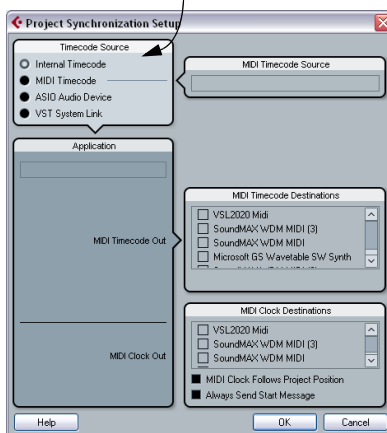 Project Synchronization Setup
Timecode Source
Internal Timecode
MIDI Timecode
ASIO Audio Device
VST System Link
MIDI Timecode Source
Application
MIDI Timecode Out
MIDI Clock Out
MIDI Timecode Destinations
VSL2020 Midi
SoundMAX WDM MIDI (3)
SoundMAX WDM MIDI
Microsoft GS Wavetable SW Synth
MIDI Clock Destinations
VSL2020 Midi
SoundMAX WDM MIDI (3)
SoundMAX WDM MIDI
MIDI Clock Follows Project Position
Always Send Start Message
Help
OK
Cancel